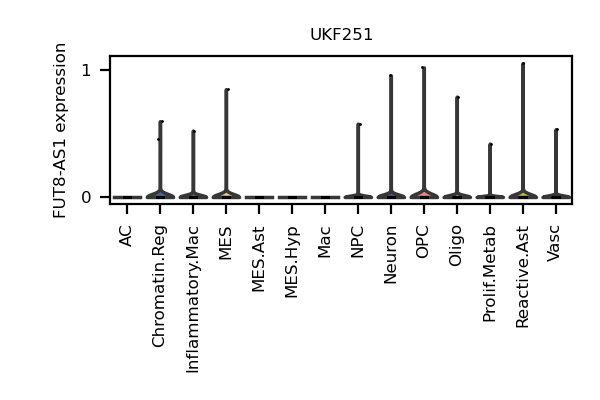 UKF251
FUT8-AS1 expression
1
0
AC
Chromatin.Reg
Inflammatory.Mac
MES
MES.Ast
MES.Hyp
Mac
NPC
Neuron
OPC
Oligo
Prolif.Metab
Reactive.Ast
Vasc